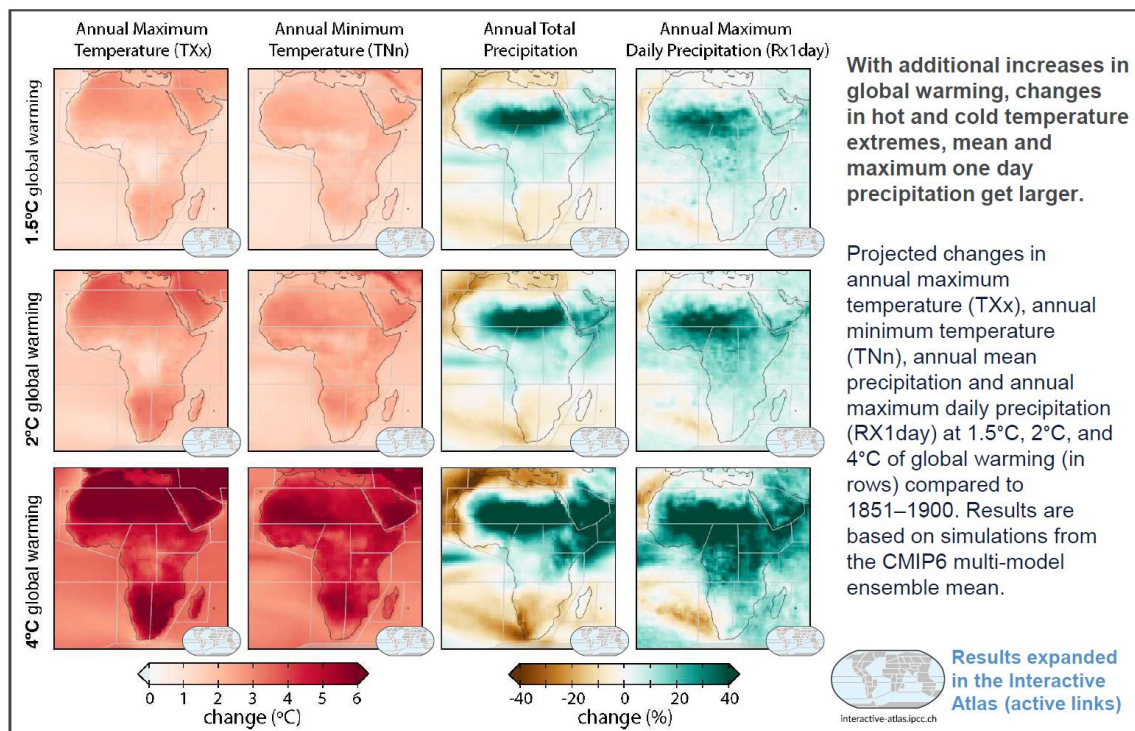 Annual Maximum
Temperature (TXx)
Annual Minimum
Temperature (TNn)
Annual Total
Precipitation
Annual Maximum
Daily Precipitation (Rx1day)
1.5ºC global warming
2ºC global warming
4ºC global warming
0 1 2 3 4 5 6
change (ºC)
-40 -20 0 20 40
change (%)
With additional increases in
global warming, changes
in hot and cold temperature
extremes, mean and
maximum one day
precipitation get larger.
Projected changes in
annual maximum
temperature (TXx), annual
minimum temperature
(TNn), annual mean
precipitation and annual
maximum daily precipitation
(RX1day) at 1.5°C, 2°C, and
4°C of global warming (in
rows) compared to
1851–1900. Results are
based on simulations from
the CMIP6 multi-model
ensemble mean.
Results expanded
in the Interactive
Atlas (active links)
interactive-atlas.ipcc.ch